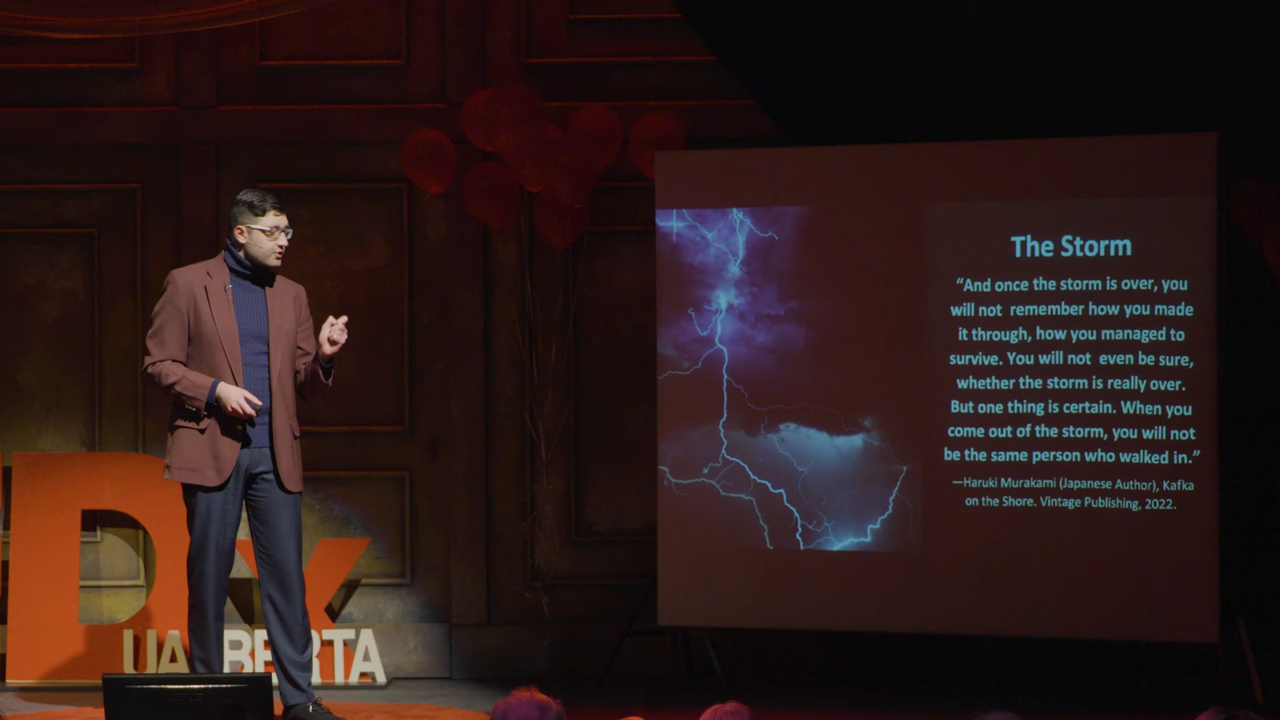 The Storm
“And once the storm is over, you
will not remember how you made
it through, how you managed to
survive. You will not even be sure,
whether the storm is really over.
But one thing is certain. When you
come out of the storm, you will not
be the same person who walked in.”
—Haruki Murakami (Japanese Author), Kafka
on the Shore. Vintage Publishing, 2022.
Dx
UALBERTA